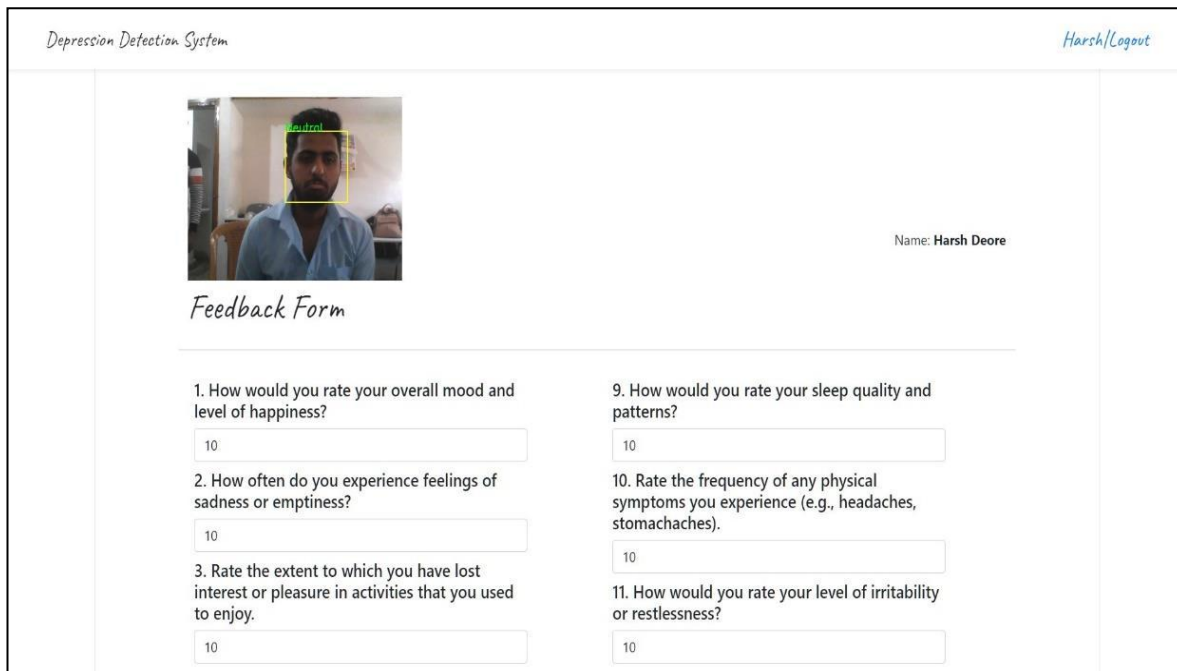 Depression Detection System
Harsh/Logout
Neutral
Name: Harsh Deore
Feedback Form
1. How would you rate your overall mood and
level of happiness?
10
2. How often do you experience feelings of
sadness or emptiness?
10
3. Rate the extent to which you have lost
interest or pleasure in activities that you used
to enjoy.
10
9. How would you rate your sleep quality and
patterns?
10
10. Rate the frequency of any physical
symptoms you experience (e.g., headaches,
stomachaches).
10
11. How would you rate your level of irritability
or restlessness?
10